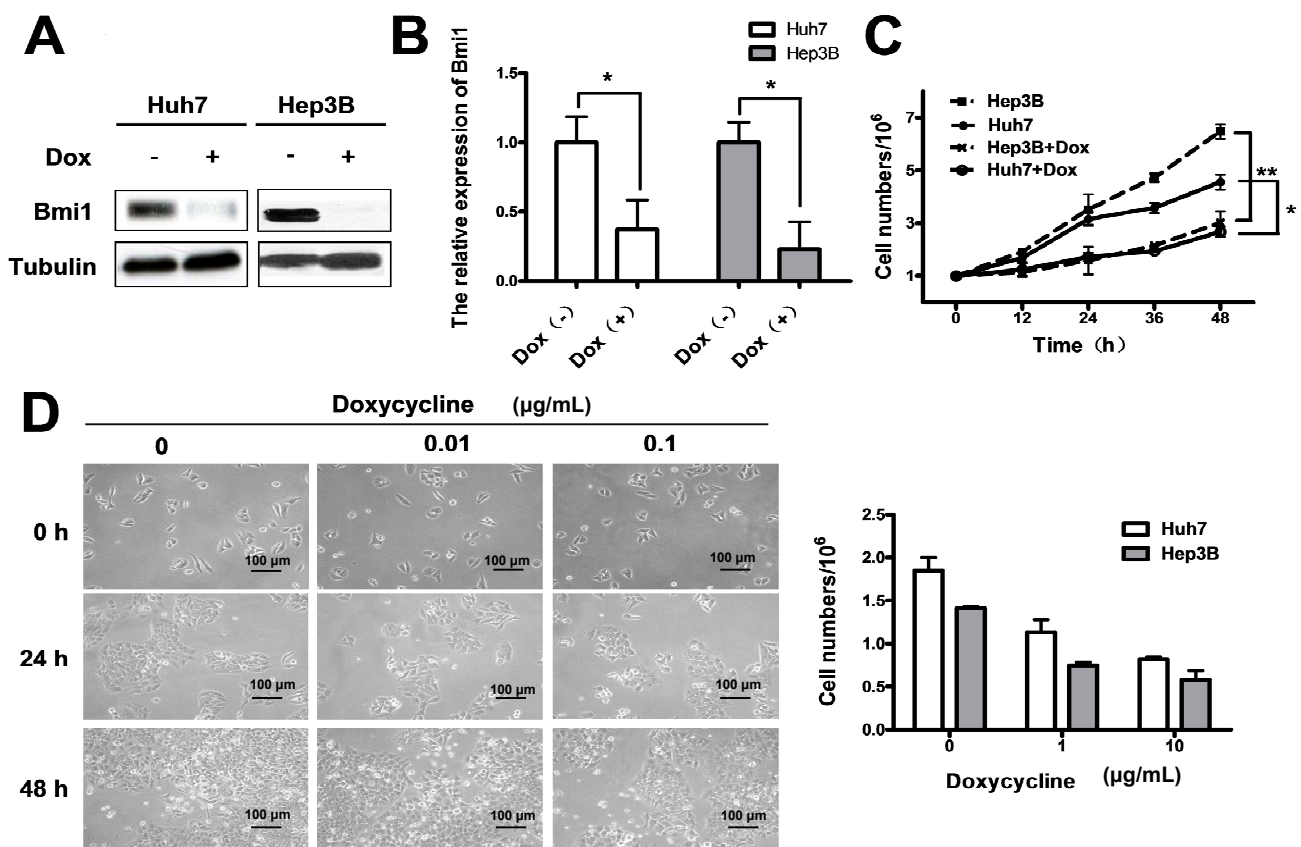 A
Huh7 Hep3B
Dox - + - +
Bmi1
Tubulin
B
Huh7
Hep3B
The relative expression of Bmi1
1.5
1.0
0.5
0.0
Dox (-) Dox (+) Dox (-) Dox (+)
*
*
C
Hep3B
Huh7
Hep3B+Dox
Huh7+Dox
Cell numbers/10⁶
7
5
3
1
0 12 24 36 48
Time (h)
**
*
D
Doxycycline (µg/mL)
0 0.01 0.1
0 h
100 µm 100 µm 100 µm
24 h
100 µm 100 µm 100 µm
48 h
100 µm 100 µm 100 µm
Huh7
Hep3B
Cell numbers/10⁶
2.5
2.0
1.5
1.0
0.5
0.0
0 1 10
Doxycycline (µg/mL)